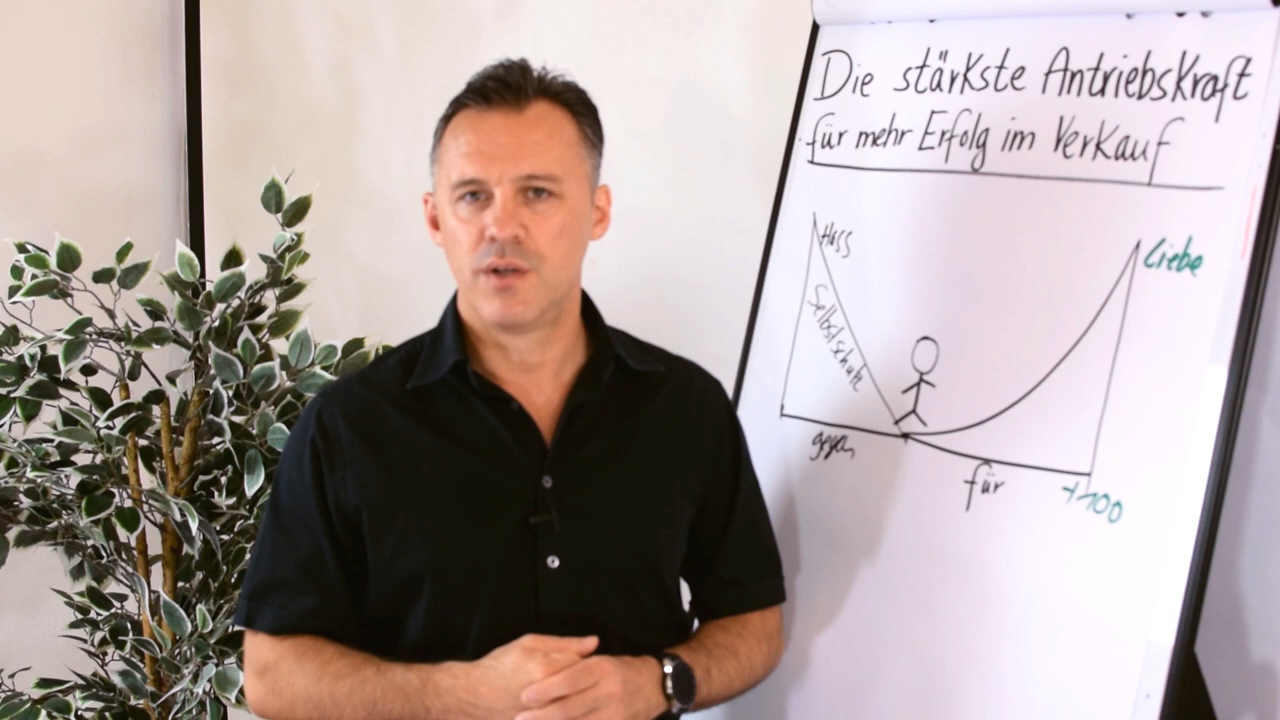 Die stärkste Antriebskraft
für mehr Erfolg im Verkauf
Hass
Liebe
Selbstschutz
gegen
für
+100